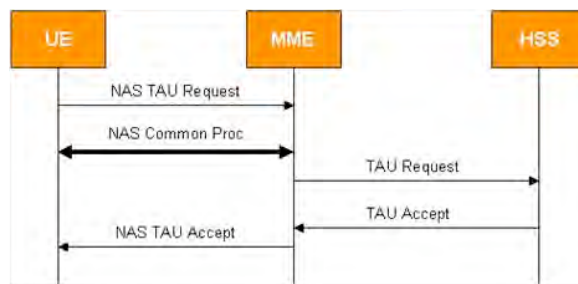 UE
MME
HSS
NAS TAU Request
NAS Common Proc
TAU Request
TAU Accept
NAS TAU Accept